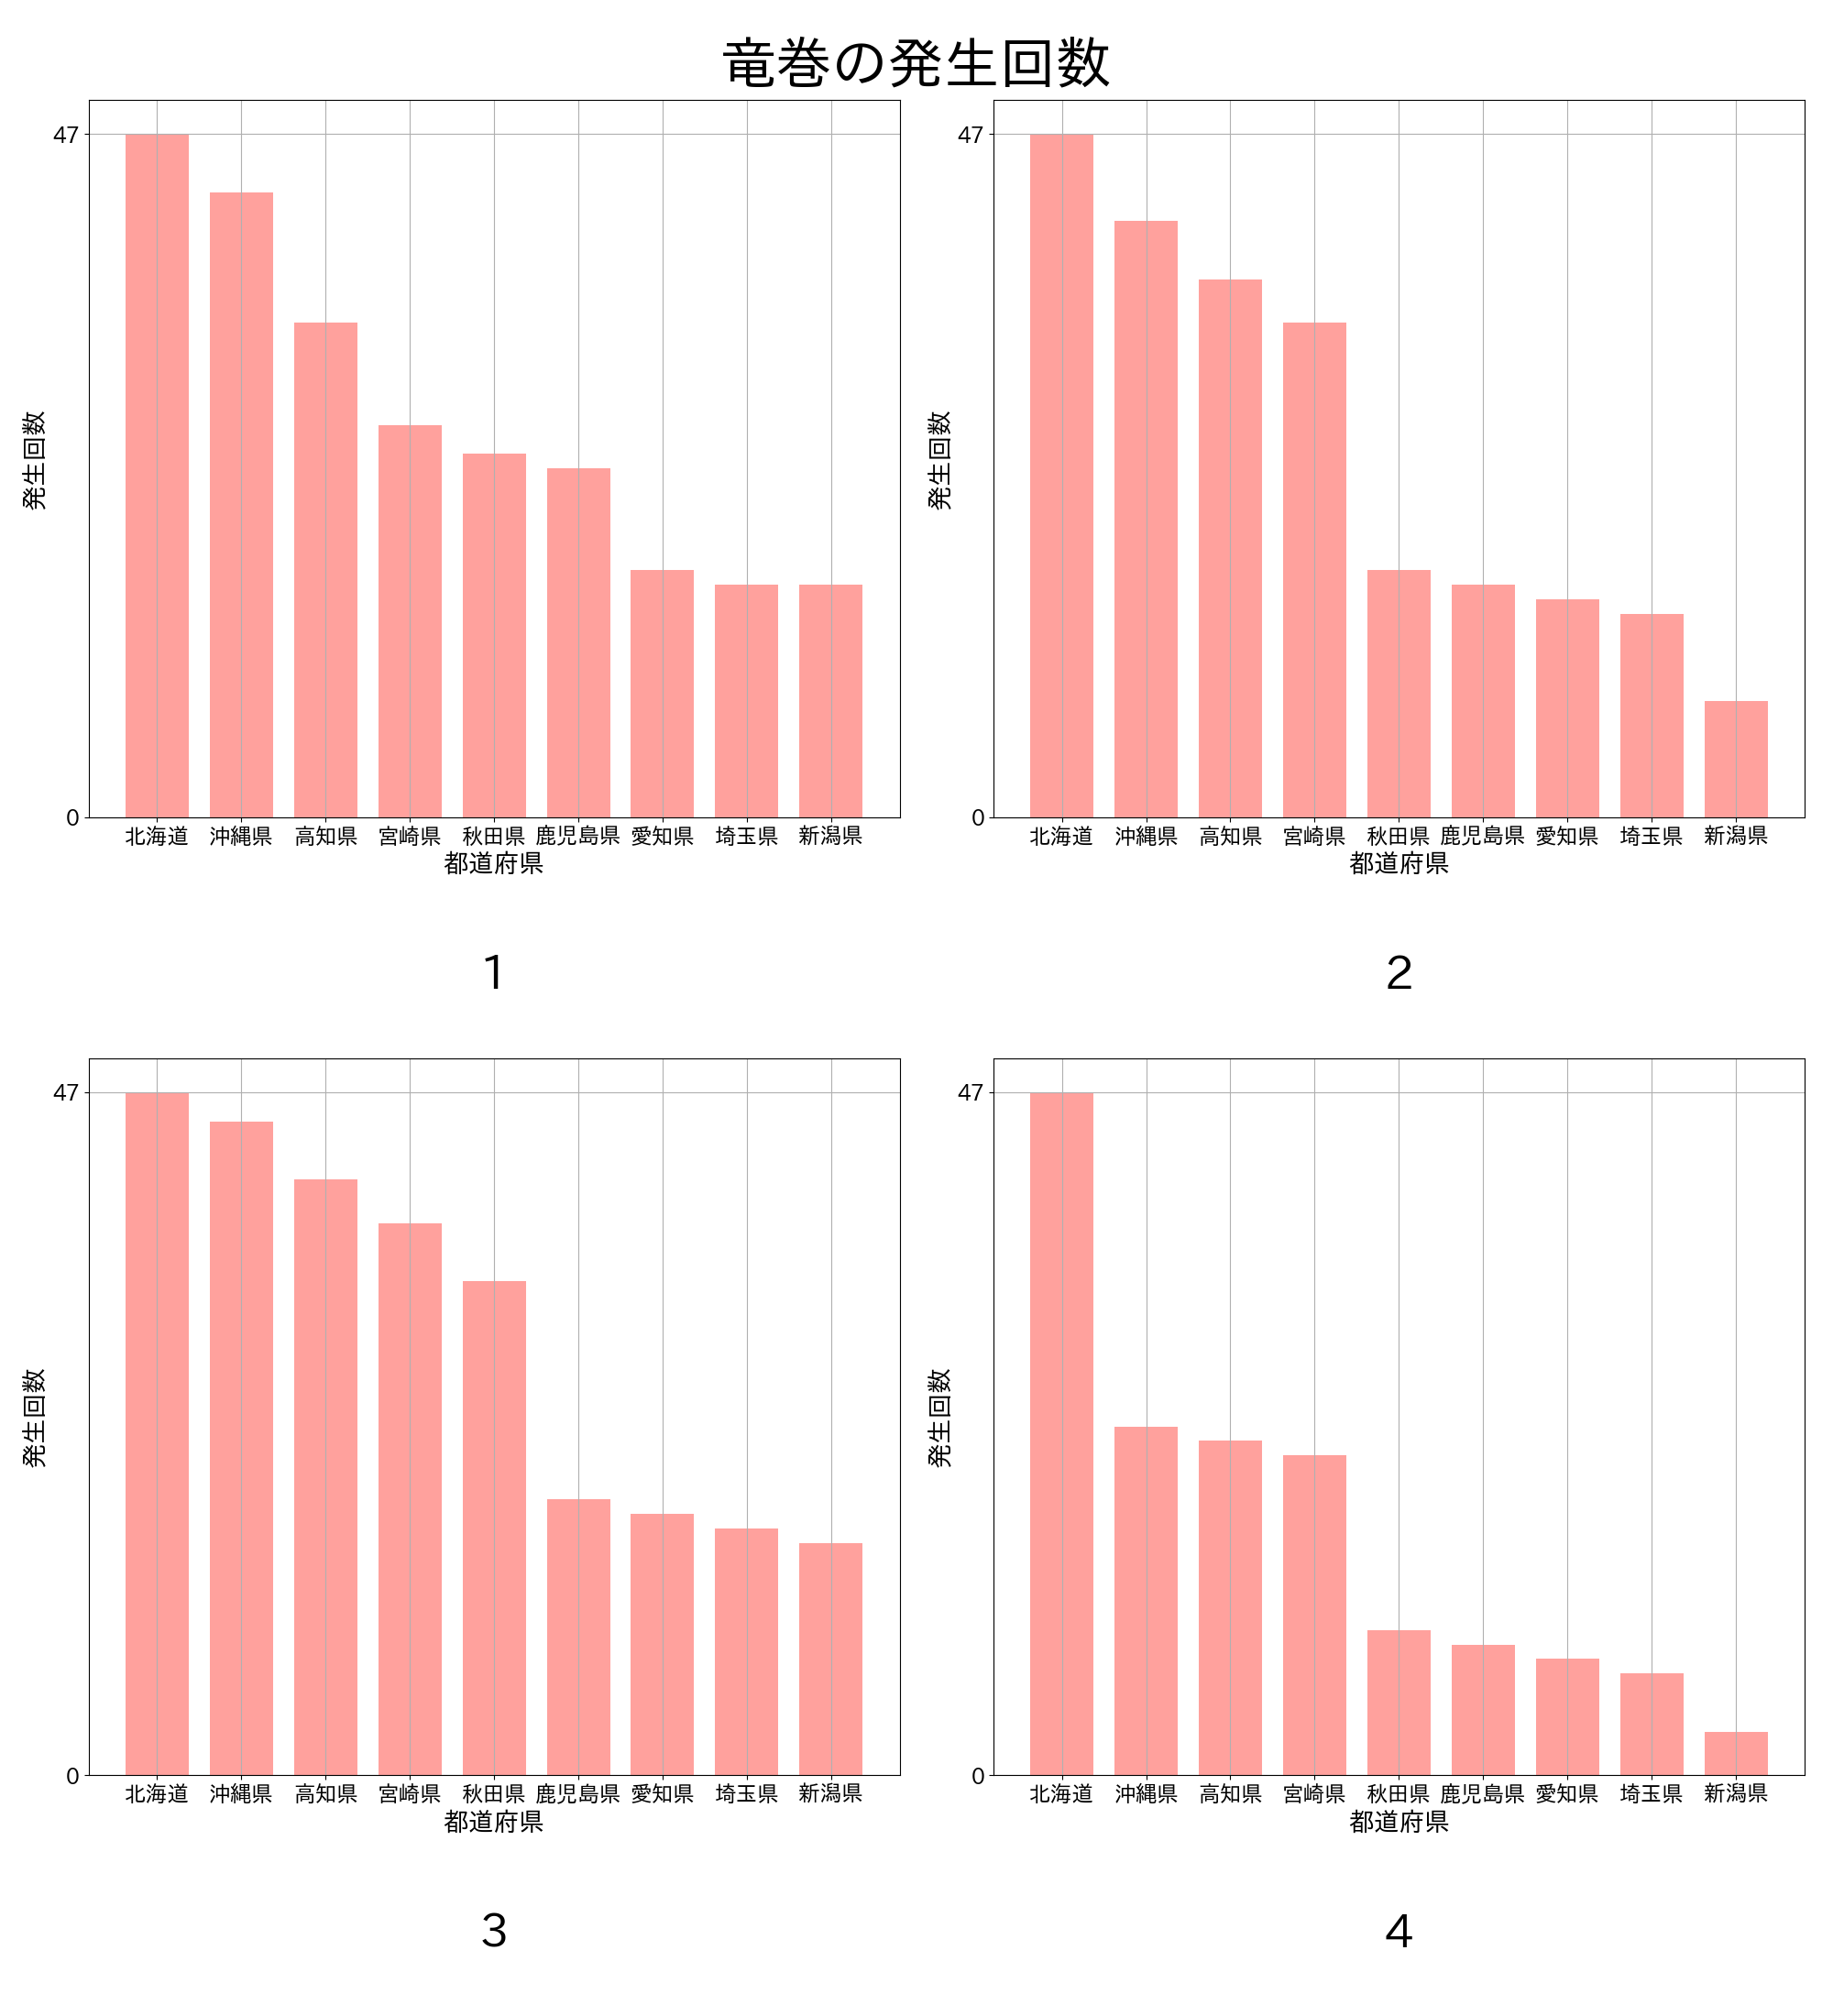 竜巻の発生回数
47
0
発生回数
北海道 沖縄県 高知県 宮崎県 秋田県 鹿児島県 愛知県 埼玉県 新潟県
都道府県
1
47
0
発生回数
北海道 沖縄県 高知県 宮崎県 秋田県 鹿児島県 愛知県 埼玉県 新潟県
都道府県
2
47
0
発生回数
北海道 沖縄県 高知県 宮崎県 秋田県 鹿児島県 愛知県 埼玉県 新潟県
都道府県
3
47
0
発生回数
北海道 沖縄県 高知県 宮崎県 秋田県 鹿児島県 愛知県 埼玉県 新潟県
都道府県
4